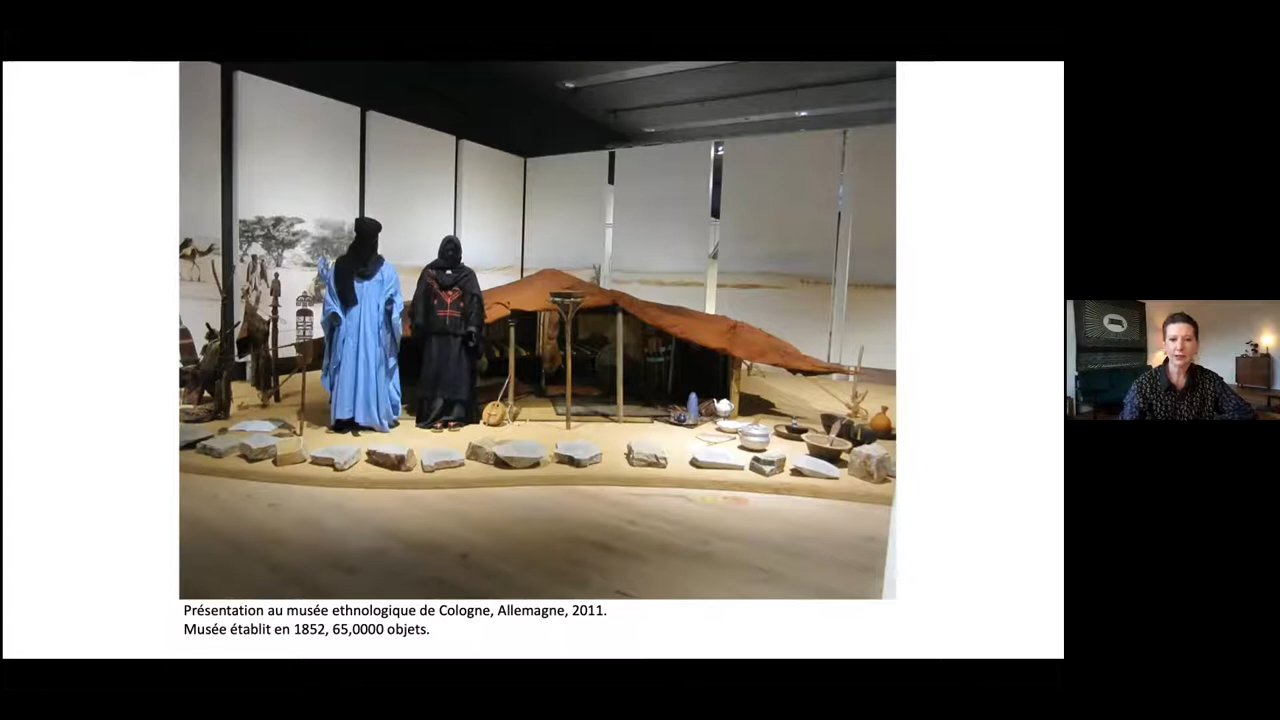 Présentation au musée ethnologique de Cologne, Allemagne, 2011.
Musée établit en 1852, 65,0000 objets.